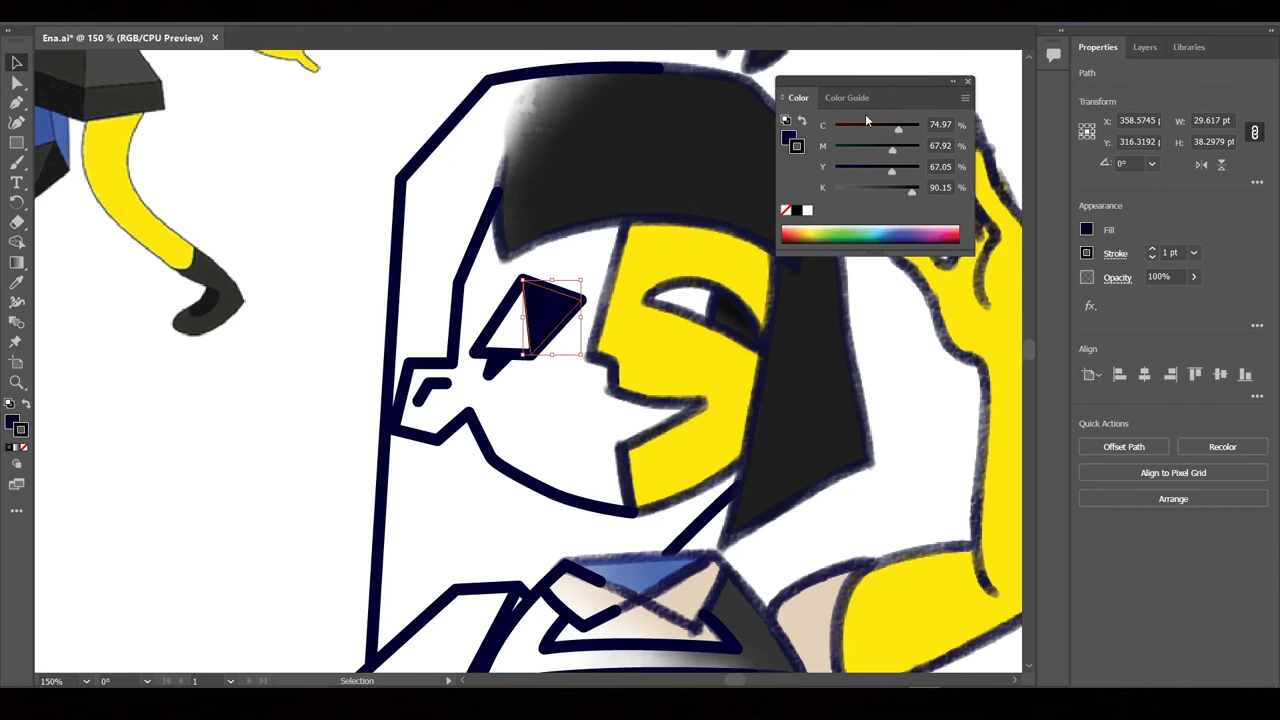 Ena.ai* @ 150 % (RGB/CPU Preview)
Color
Color Guide
C 74.97 %
M 67.92 %
Y 67.05 %
K 90.15 %
Properties
Layers
Libraries
Path
Transform
X: 358.5745 p
W: 29.617 pt
Y: 316.3192 p
H: 38.2979 pt
0°
Appearance
Fill
Stroke
1 pt
Opacity
100%
fx.
Align
Quick Actions
Offset Path
Recolor
Align to Pixel Grid
Arrange
150%
0°
1
Selection